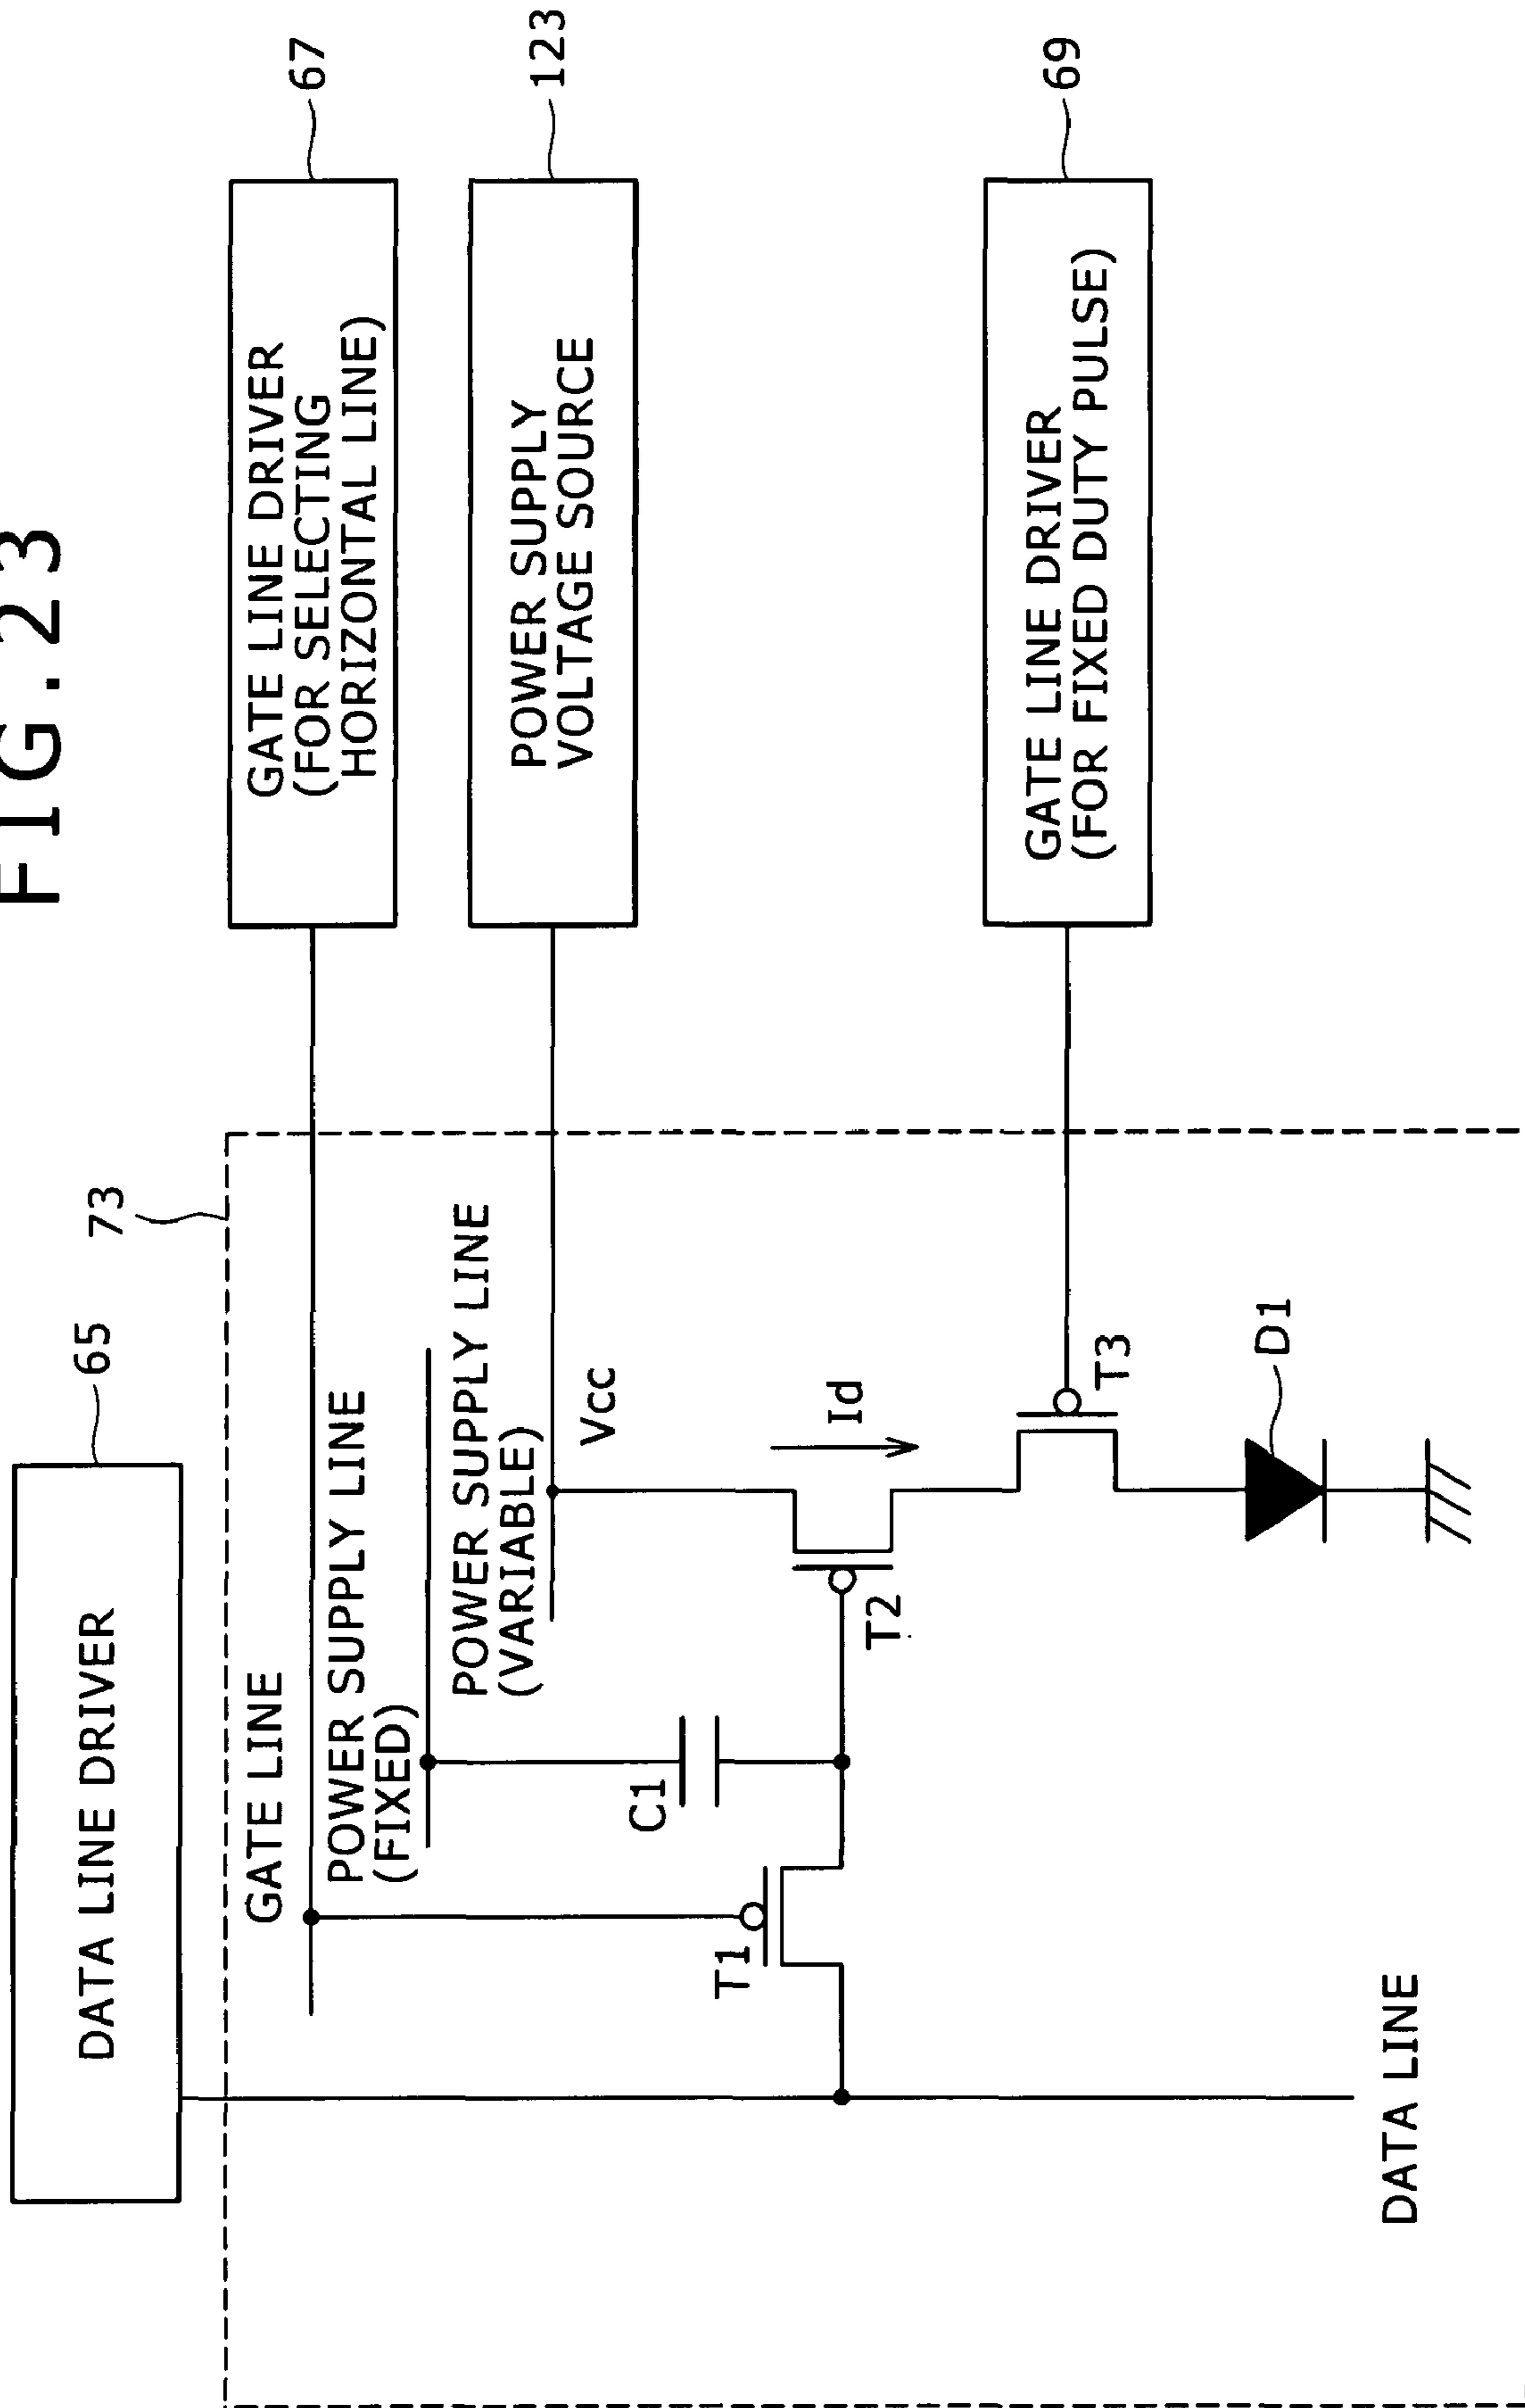 FIG.23
DATA LINE DRIVER
65
73
GATE LINE
GATE LINE DRIVER
(FOR SELECTING
HORIZONTAL LINE)
67
POWER SUPPLY LINE
(FIXED)
POWER SUPPLY LINE
(VARIABLE)
POWER SUPPLY
VOLTAGE SOURCE
123
Vcc
C1
T1
T2
Id
T3
GATE LINE DRIVER
(FOR FIXED DUTY PULSE)
69
D1
DATA LINE